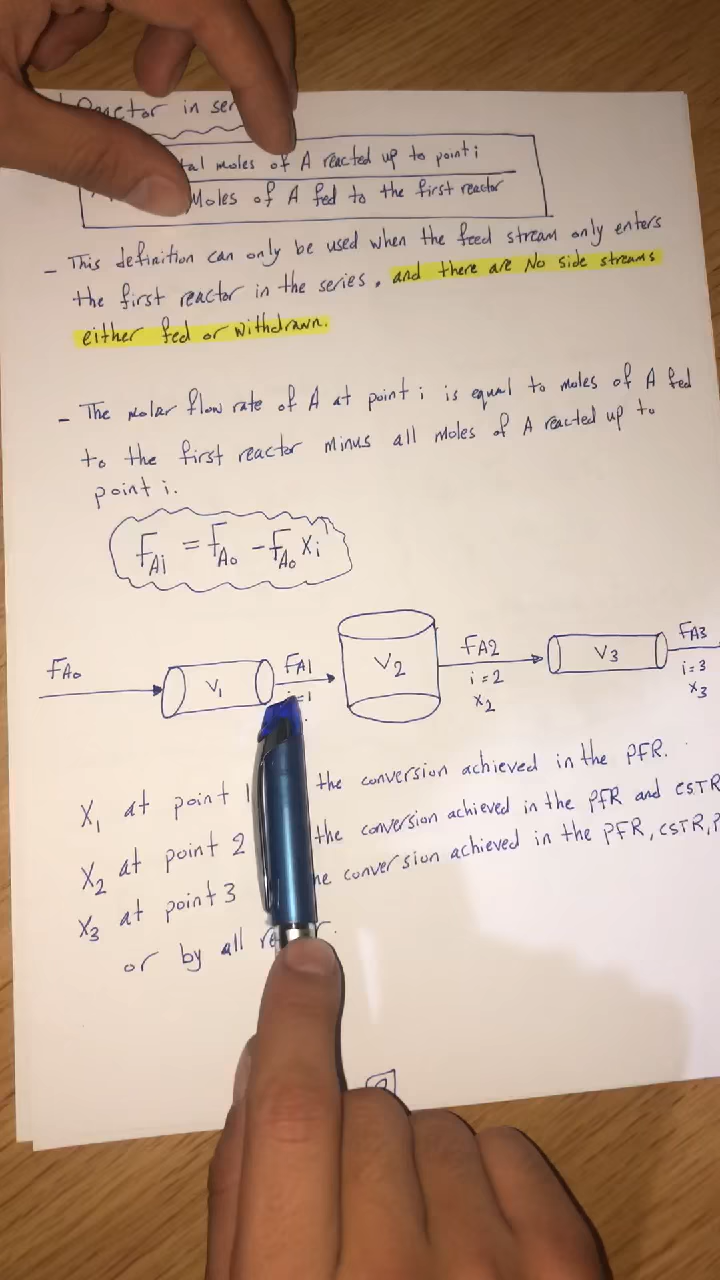 Reactor in ser
tal moles of A reacted up to point i
Moles of A fed to the first reactor
- This definition can only be used when the feed stream only enters
the first reactor in the series, and there are No side streams
either fed or withdrawn.
- The molar flow rate of A at point i is equal to moles of A fed
to the first reactor minus all moles of A reacted up to
point i.
FAi = FAo - FAo Xi
FAo
V1
FA1
i=1
V2
FA2
i=2
X2
V3
FA3
i=3
X3
X1 at point 1 the conversion achieved in the PFR.
X2 at point 2 the conversion achieved in the PFR and CSTR
X3 at point 3 he conversion achieved in the PFR, CSTR, P
or by all re r.